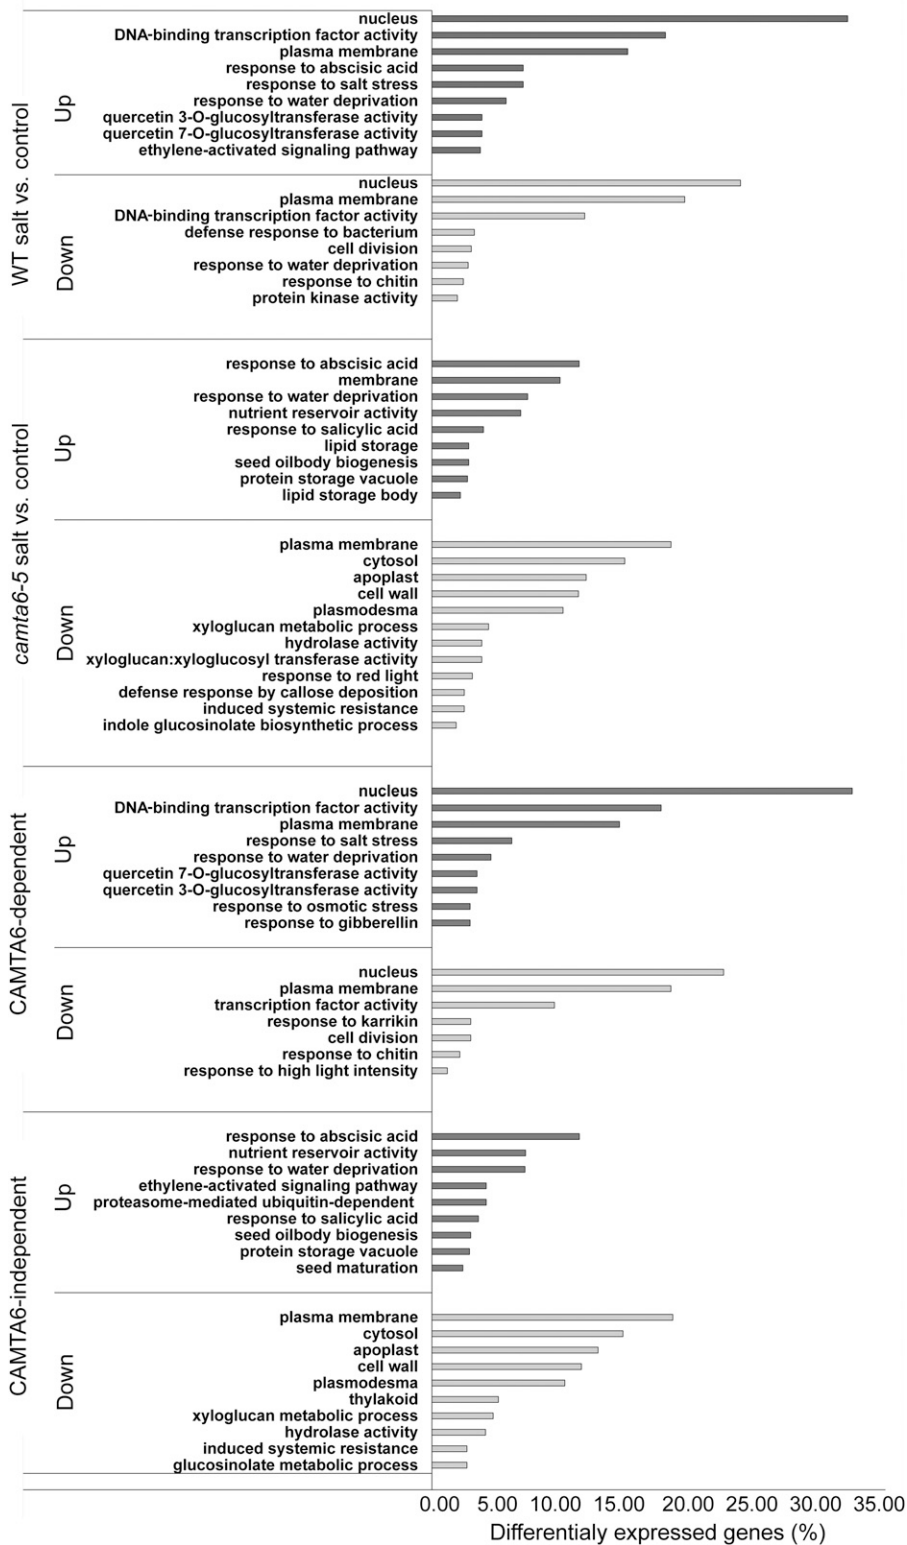 WT salt vs. control
Up
nucleus
DNA-binding transcription factor activity
plasma membrane
response to abscisic acid
response to salt stress
response to water deprivation
quercetin 3-O-glucosyltransferase activity
quercetin 7-O-glucosyltransferase activity
ethylene-activated signaling pathway
Down
nucleus
plasma membrane
DNA-binding transcription factor activity
defense response to bacterium
cell division
response to water deprivation
response to chitin
protein kinase activity
camta6-5 salt vs. control
Up
response to abscisic acid
membrane
response to water deprivation
nutrient reservoir activity
response to salicylic acid
lipid storage
seed oilbody biogenesis
protein storage vacuole
lipid storage body
Down
plasma membrane
cytosol
apoplast
cell wall
plasmodesma
xyloglucan metabolic process
hydrolase activity
xyloglucan:xyloglucosyl transferase activity
response to red light
defense response by callose deposition
induced systemic resistance
indole glucosinolate biosynthetic process
CAMTA6-dependent
Up
nucleus
DNA-binding transcription factor activity
plasma membrane
response to salt stress
response to water deprivation
quercetin 7-O-glucosyltransferase activity
quercetin 3-O-glucosyltransferase activity
response to osmotic stress
response to gibberellin
Down
nucleus
plasma membrane
transcription factor activity
response to karrikin
cell division
response to chitin
response to high light intensity
CAMTA6-independent
Up
response to abscisic acid
nutrient reservoir activity
response to water deprivation
ethylene-activated signaling pathway
proteasome-mediated ubiquitin-dependent
response to salicylic acid
seed oilbody biogenesis
protein storage vacuole
seed maturation
Down
plasma membrane
cytosol
apoplast
cell wall
plasmodesma
thylakoid
xyloglucan metabolic process
hydrolase activity
induced systemic resistance
glucosinolate metabolic process
0.00 5.00 10.00 15.00 20.00 25.00 30.00 35.00
Differentialy expressed genes (%)